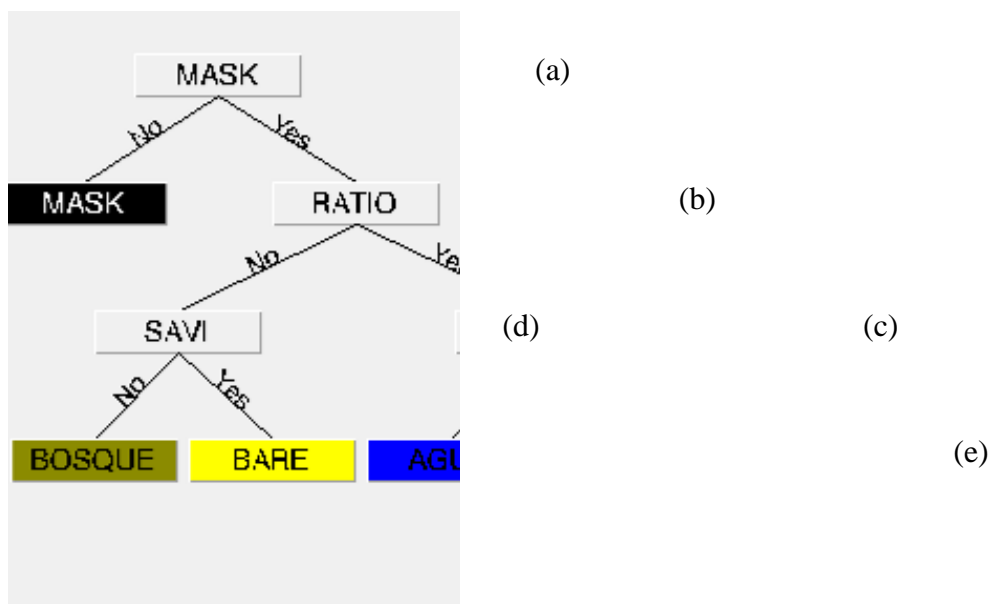 MASK
(a)
No
Yes
MASK
RATIO
(b)
No
SAVI
(d)
(c)
No
Yes
BOSQUE
BARE
(e)